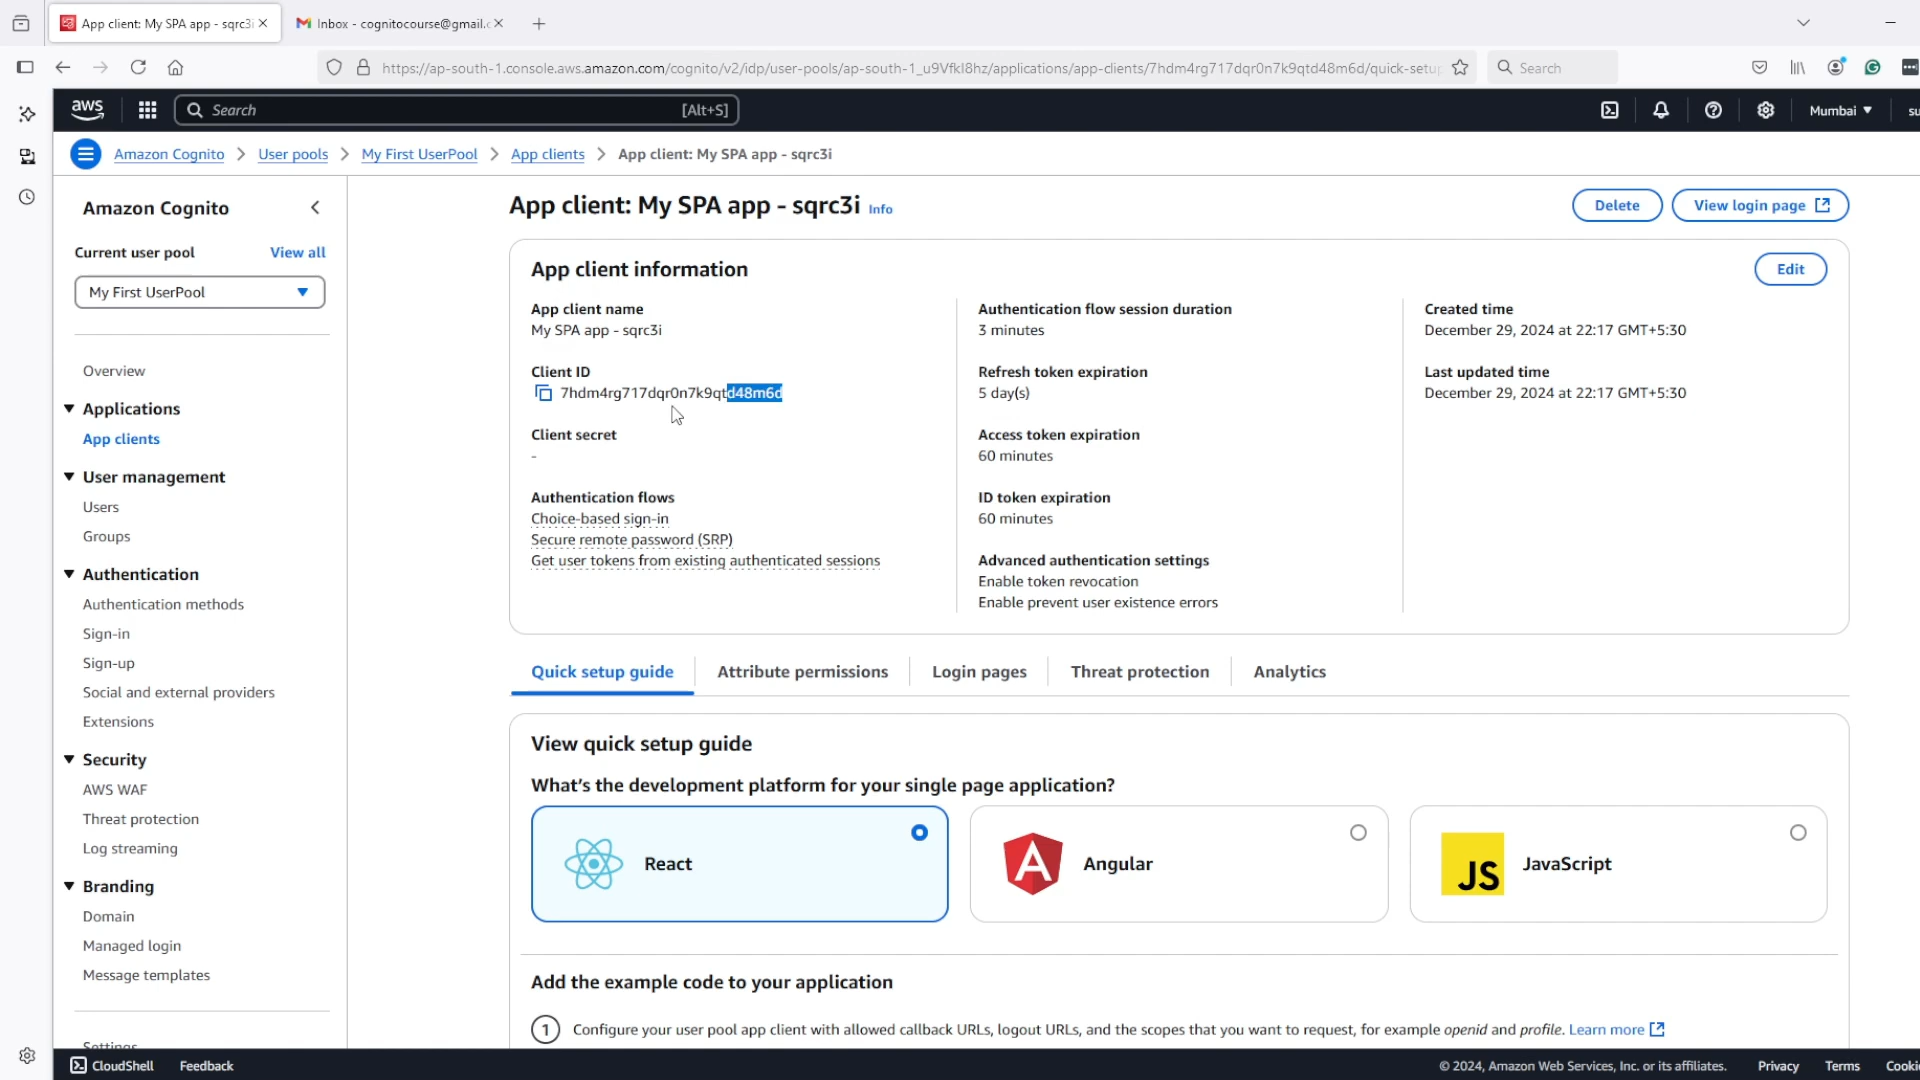 App client: My SPA app - sqrc3i
Inbox - cognitocourse@gmail.c
https://ap-south-1.console.aws.amazon.com/cognito/v2/idp/user-pools/ap-south-1_u9Vfkl8hz/applications/app-clients/7hdm4rg717dqr0n7k9qtd48m6d/quick-setup
Search
aws
Search
[Alt+S]
Mumbai
su
Amazon Cognito
User pools
My First UserPool
App clients
App client: My SPA app - sqrc3i
Amazon Cognito
Current user pool
View all
My First UserPool
Overview
Applications
App clients
User management
Users
Groups
Authentication
Authentication methods
Sign-in
Sign-up
Social and external providers
Extensions
Security
AWS WAF
Threat protection
Log streaming
Branding
Domain
Managed login
Message templates
Settings
App client: My SPA app - sqrc3i Info
Delete
View login page
App client information
Edit
App client name
My SPA app - sqrc3i
Client ID
7hdm4rg717dqr0n7k9qtd48m6d
Client secret
-
Authentication flows
Choice-based sign-in
Secure remote password (SRP)
Get user tokens from existing authenticated sessions
Authentication flow session duration
3 minutes
Refresh token expiration
5 day(s)
Access token expiration
60 minutes
ID token expiration
60 minutes
Advanced authentication settings
Enable token revocation
Enable prevent user existence errors
Created time
December 29, 2024 at 22:17 GMT+5:30
Last updated time
December 29, 2024 at 22:17 GMT+5:30
Quick setup guide
Attribute permissions
Login pages
Threat protection
Analytics
View quick setup guide
What's the development platform for your single page application?
React
Angular
JS
JavaScript
Add the example code to your application
1 Configure your user pool app client with allowed callback URLs, logout URLs, and the scopes that you want to request, for example openid and profile. Learn more
CloudShell
Feedback
© 2024, Amazon Web Services, Inc. or its affiliates.
Privacy
Terms
Cookie